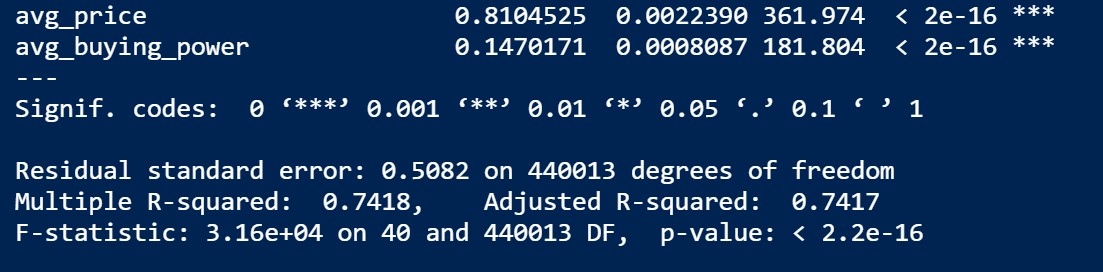 avg_price 0.8104525 0.0022390 361.974 < 2e-16 ***
avg_buying_power 0.1470171 0.0008087 181.804 < 2e-16 ***
---
Signif. codes: 0 ‘***’ 0.001 ‘**’ 0.01 ‘*’ 0.05 ‘.’ 0.1 ‘ ’ 1
Residual standard error: 0.5082 on 440013 degrees of freedom
Multiple R-squared: 0.7418, Adjusted R-squared: 0.7417
F-statistic: 3.16e+04 on 40 and 440013 DF, p-value: < 2.2e-16